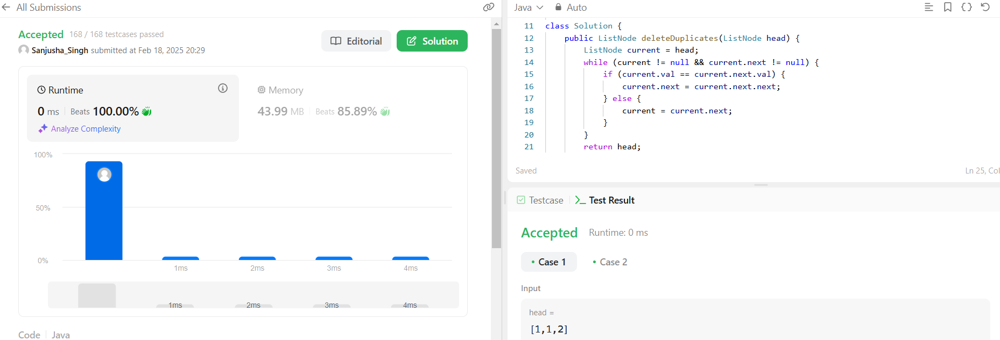 All Submissions
Accepted 168 / 168 testcases passed
Sanjusha_Singh submitted at Feb 18, 2025 20:29
Editorial
Solution
Runtime
0 ms Beats 100.00%
Analyze Complexity
Memory
43.99 MB Beats 85.89%
100%
50%
0%
1ms 2ms 3ms 4ms
1ms 2ms 3ms 4ms
Code Java
Java Auto
11 class Solution {
12     public ListNode deleteDuplicates(ListNode head) {
13         ListNode current = head;
14         while (current != null && current.next != null) {
15             if (current.val == current.next.val) {
16                 current.next = current.next.next;
17             } else {
18                 current = current.next;
19             }
20         }
21         return head;
Saved Ln 25, Col
Testcase Test Result
Accepted Runtime: 0 ms
Case 1 Case 2
Input
head =
[1,1,2]